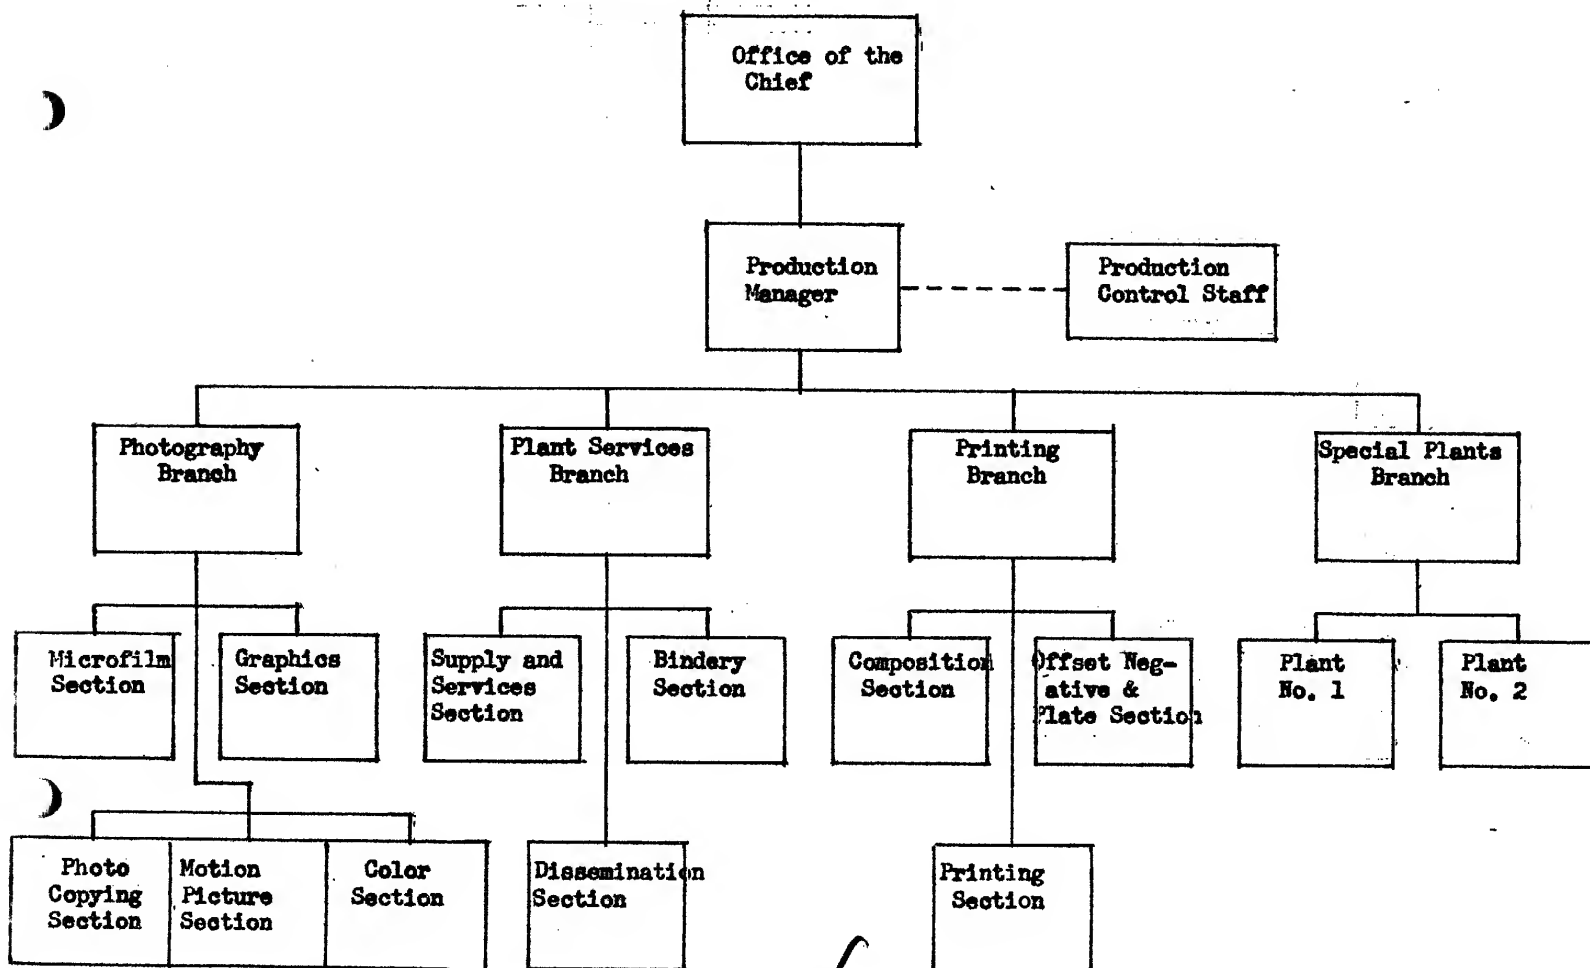 Office of the
Chief
Production
Manager
Production
Control Staff
Photography
Branch
Plant Services
Branch
Printing
Branch
Special Plants
Branch
Microfilm
Section
Graphics
Section
Supply and
Services
Section
Bindery
Section
Composition
Section
Offset Neg-
ative &
Plate Section
Plant
No. 1
Plant
No. 2
Photo
Copying
Section
Motion
Picture
Section
Color
Section
Dissemination
Section
Printing
Section